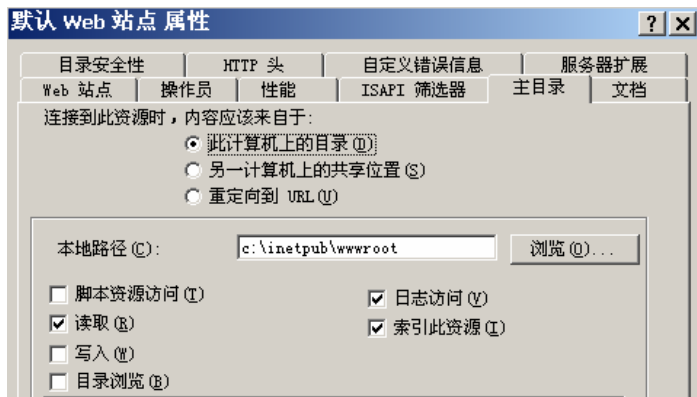 默认 Web 站点 属性
目录安全性 HTTP 头 自定义错误信息 服务器扩展
Web 站点 操作员 性能 ISAPI 筛选器 主目录 文档
连接到此资源时，内容应该来自于:
此计算机上的目录(D)
另一计算机上的共享位置(S)
重定向到 URL(U)
本地路径(C): c:\inetpub\wwwroot 浏览(O)...
脚本资源访问(T) 日志访问(V)
读取(R) 索引此资源(I)
写入(W)
目录浏览(B)